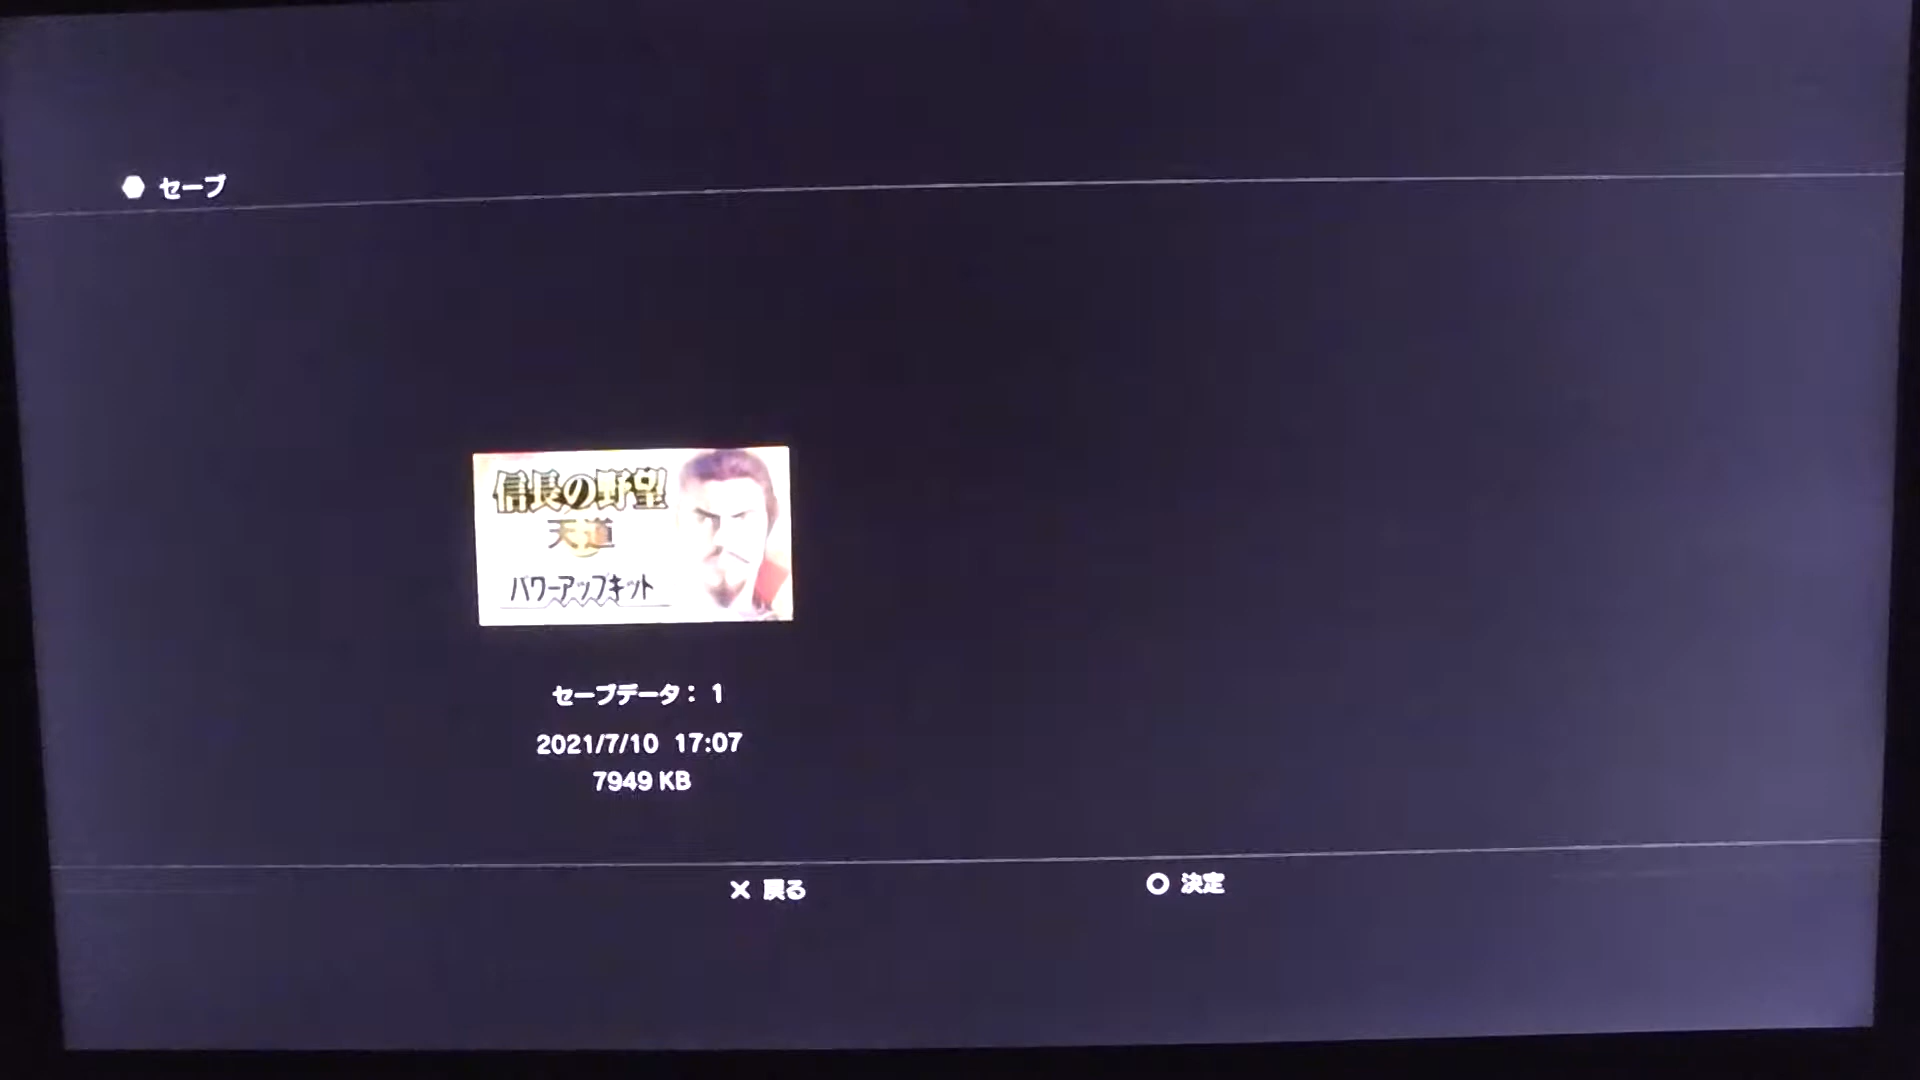 セーブ
信長の野望
天道
パワーアップキット
セーブデータ： 1
2021/7/10 17:07
7949 KB
× 戻る
○ 決定